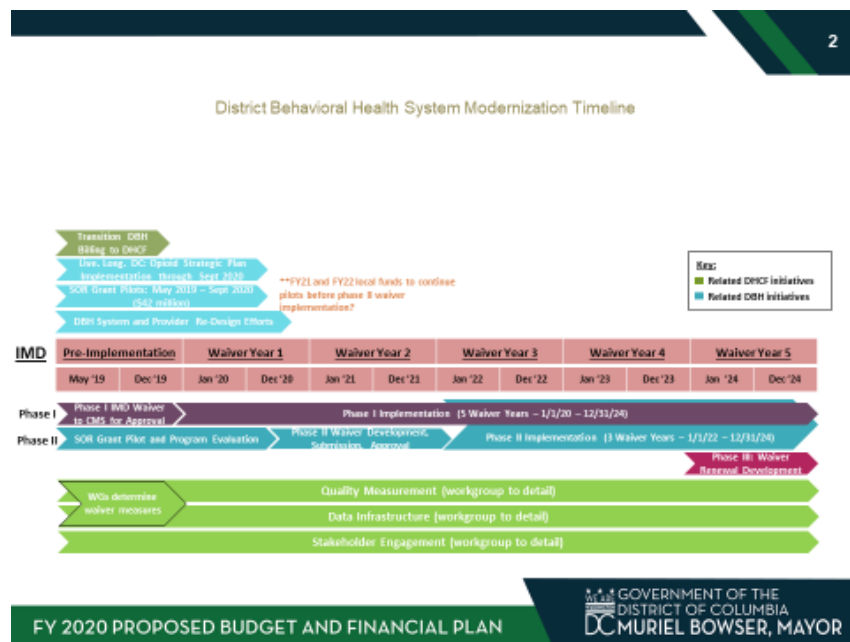 2
District Behavioral Health System Modernization Timeline
Transition DBH
Billing to DHCF
Live. Long. DC: Opioid Strategic Plan
Implementation through Sept 2020
SOR Grant Pilots: May 2019 – Sept 2020
($42 million)
DBH System and Provider Re-Design Efforts
**FY21 and FY22 local funds to continue
pilots before phase II waiver
implementation?
Key:
Related DHCF initiatives
Related DBH initiatives
IMD
Pre-Implementation Waiver Year 1 Waiver Year 2 Waiver Year 3 Waiver Year 4 Waiver Year 5
May '19 Dec '19 Jan '20 Dec '20 Jan '21 Dec '21 Jan '22 Dec '22 Jan '23 Dec '23 Jan '24 Dec '24
Phase I
Phase I IMD Waiver
to CMS for Approval
Phase I Implementation (5 Waiver Years – 1/1/20 – 12/31/24)
Phase II
SOR Grant Pilot and Program Evaluation
Phase II Waiver Development,
Submission, Approval
Phase II Implementation (3 Waiver Years – 1/1/22 – 12/31/24)
Phase III: Waiver
Renewal Development
WGs determine
waiver measures
Quality Measurement (workgroup to detail)
Data Infrastructure (workgroup to detail)
Stakeholder Engagement (workgroup to detail)
FY 2020 PROPOSED BUDGET AND FINANCIAL PLAN
WE ARE
DC
GOVERNMENT OF THE
DISTRICT OF COLUMBIA
MURIEL BOWSER, MAYOR